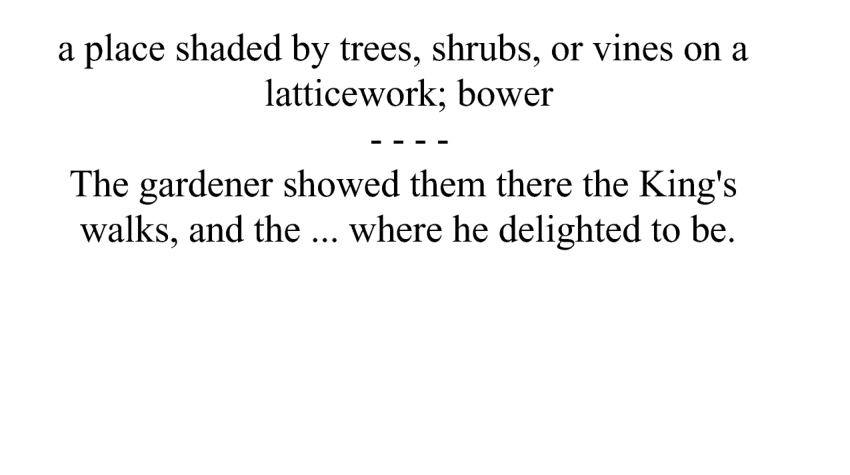 a place shaded by trees, shrubs, or vines on a
latticework; bower
- - - -
The gardener showed them there the King's
walks, and the ... where he delighted to be.